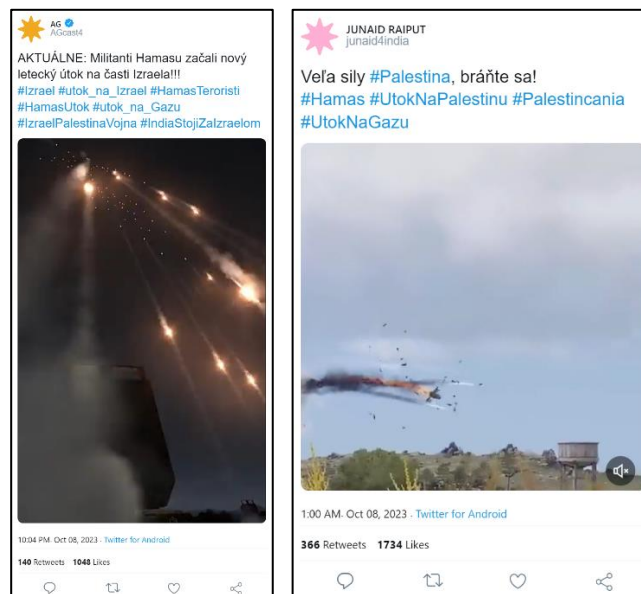 AG
AGcast4
AKTUÁLNE: Militanti Hamasu začali nový
letecký útok na časti Izraela!!!
#Izrael #utok_na_Izrael #HamasTeroristi
#HamasUtok #utok_na_Gazu
#IzraelPalestinaVojna #IndiaStojiZaIzraelom
10:04 PM. Oct 08, 2023 . Twitter for Android
140 Retweets 1048 Likes
JUNAID RAIPUT
junaid4india
Veľa sily #Palestina, bráňte sa!
#Hamas #UtokNaPalestinu #Palestincania
#UtokNaGazu
1:00 AM. Oct 08, 2023 . Twitter for Android
366 Retweets 1734 Likes